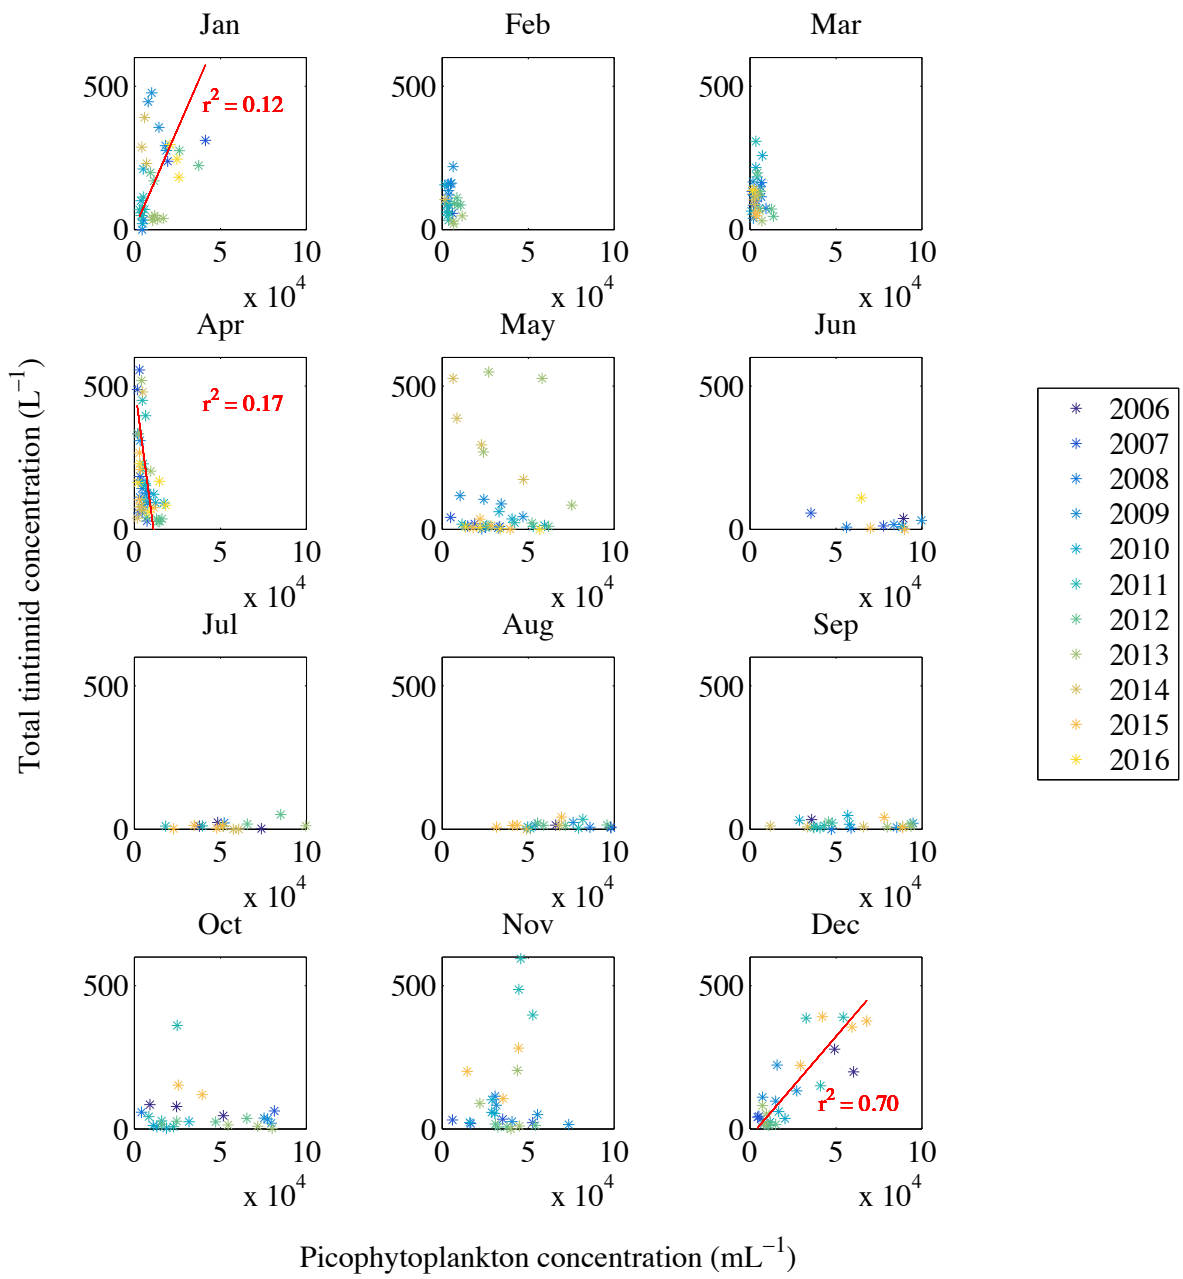 Jan
Feb
Mar
500
0
0 5 10
x 10^4
r^2 = 0.12
500
0
0 5 10
x 10^4
500
0
0 5 10
x 10^4
Apr
May
Jun
500
0
0 5 10
x 10^4
r^2 = 0.17
500
0
0 5 10
x 10^4
500
0
0 5 10
x 10^4
Jul
Aug
Sep
500
0
0 5 10
x 10^4
500
0
0 5 10
x 10^4
500
0
0 5 10
x 10^4
Oct
Nov
Dec
500
0
0 5 10
x 10^4
500
0
0 5 10
x 10^4
500
0
0 5 10
x 10^4
r^2 = 0.70
Total tintinnid concentration (L^−1)
Picophytoplankton concentration (mL^−1)
2006
2007
2008
2009
2010
2011
2012
2013
2014
2015
2016